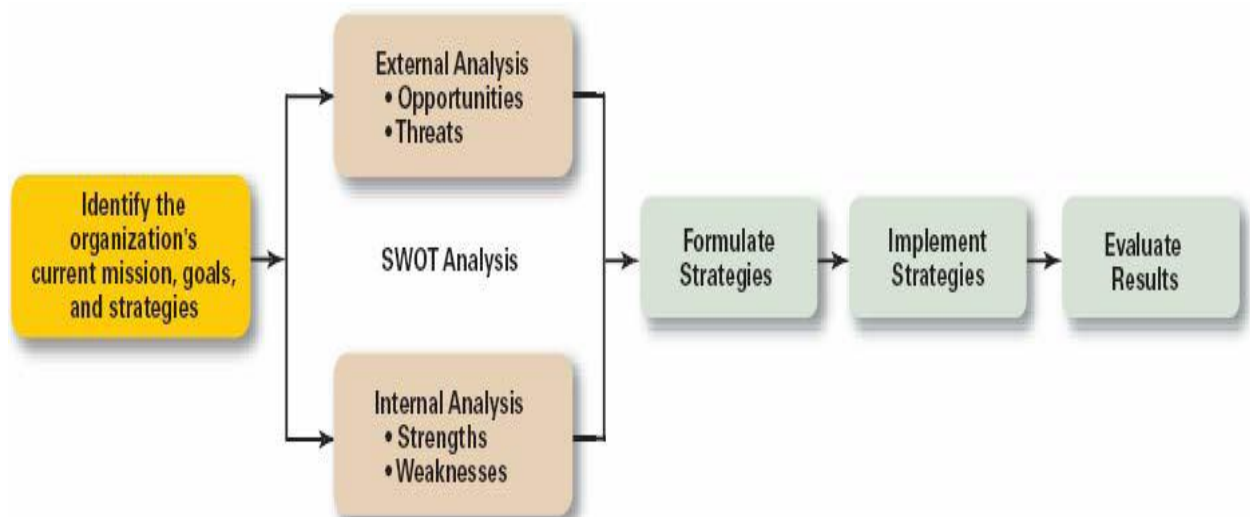 Identify the
organization's
current mission, goals,
and strategies
External Analysis
• Opportunities
• Threats
SWOT Analysis
Internal Analysis
• Strengths
• Weaknesses
Formulate
Strategies
Implement
Strategies
Evaluate
Results